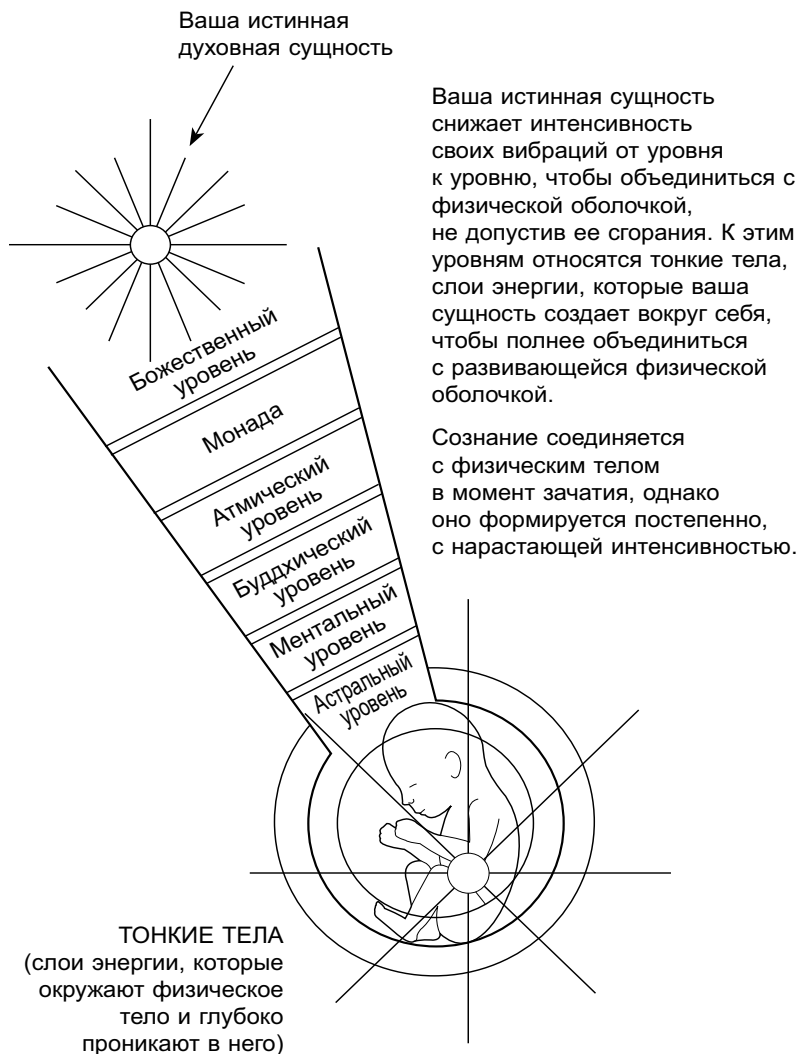 Ваша истинная
духовная сущность
Ваша истинная сущность
снижает интенсивность
своих вибраций от уровня
к уровню, чтобы объединиться с
физической оболочкой,
не допустив ее сгорания. К этим
уровням относятся тонкие тела,
слои энергии, которые ваша
сущность создает вокруг себя,
чтобы полнее объединиться
с развивающейся физической
оболочкой.
Сознание соединяется
с физическим телом
в момент зачатия, однако
оно формируется постепенно,
с нарастающей интенсивностью.
Божественный
уровень
Монада
Атмический
уровень
Буддхический
уровень
Ментальный
уровень
Астральный
уровень
ТОНКИЕ ТЕЛА
(слои энергии, которые
окружают физическое
тело и глубоко
проникают в него)